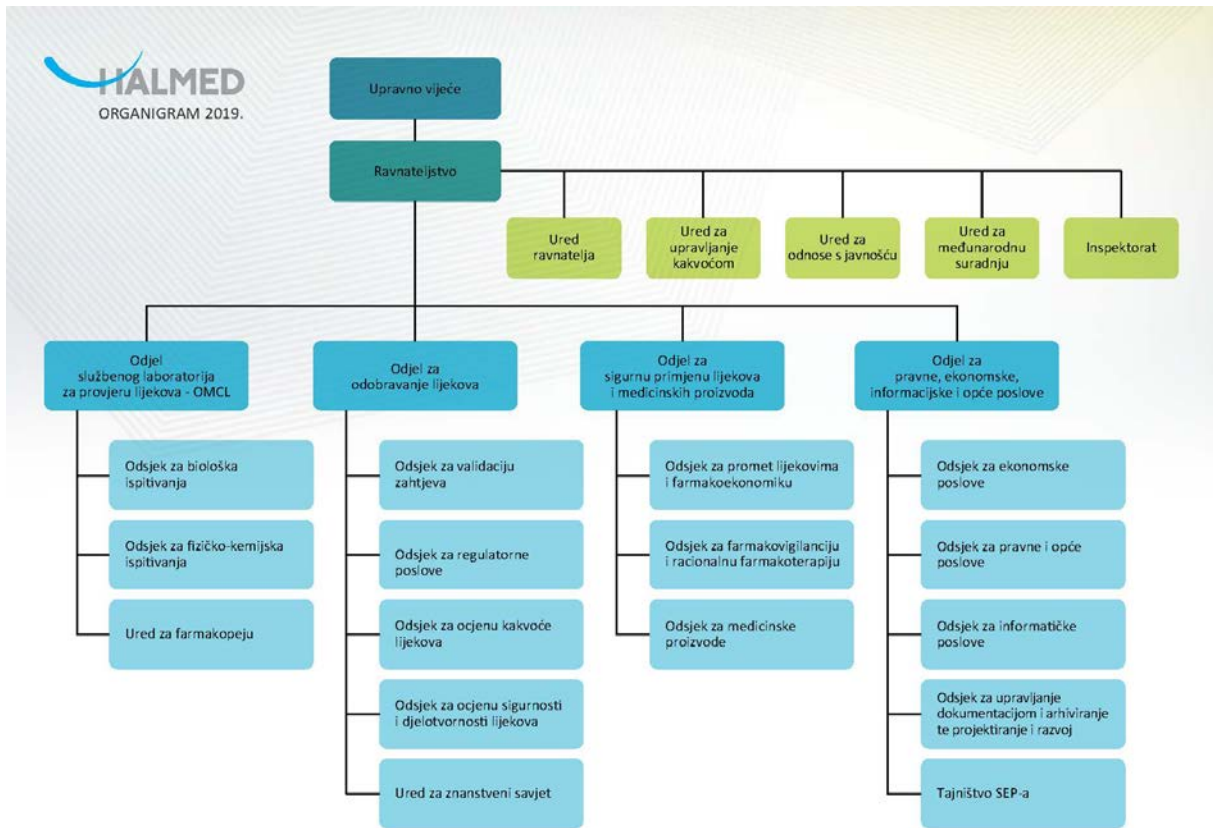 HALMED
ORGANIGRAM 2019.
Upravno vijeće
Ravnateljstvo
Ured
ravnatelja
Ured za
upravljanje
kakvoćom
Ured za
odnose s javnošću
Ured za
međunarodnu
suradnju
Inspektorat
Odjel
službenog laboratorija
za provjeru lijekova - OMCL
Odsjek za biološka
ispitivanja
Odsjek za fizičko-kemijska
ispitivanja
Ured za farmakopeju
Odjel za
odobravanje lijekova
Odsjek za validaciju
zahtjeva
Odsjek za regulatorne
poslove
Odsjek za ocjenu kakvoće
lijekova
Odsjek za ocjenu sigurnosti
i djelotvornosti lijekova
Ured za znanstveni savjet
Odjel za
sigurnu primjenu lijekova
i medicinskih proizvoda
Odsjek za promet lijekovima
i farmakoekonomiku
Odsjek za farmakovigilanciju
i racionalnu farmakoterapiju
Odsjek za medicinske
proizvode
Odjel za
pravne, ekonomske,
informacijske i opće poslove
Odsjek za ekonomske
poslove
Odsjek za pravne i opće
poslove
Odsjek za informatičke
poslove
Odsjek za upravljanje
dokumentacijom i arhiviranje
te projektiranje i razvoj
Tajništvo SEP-a